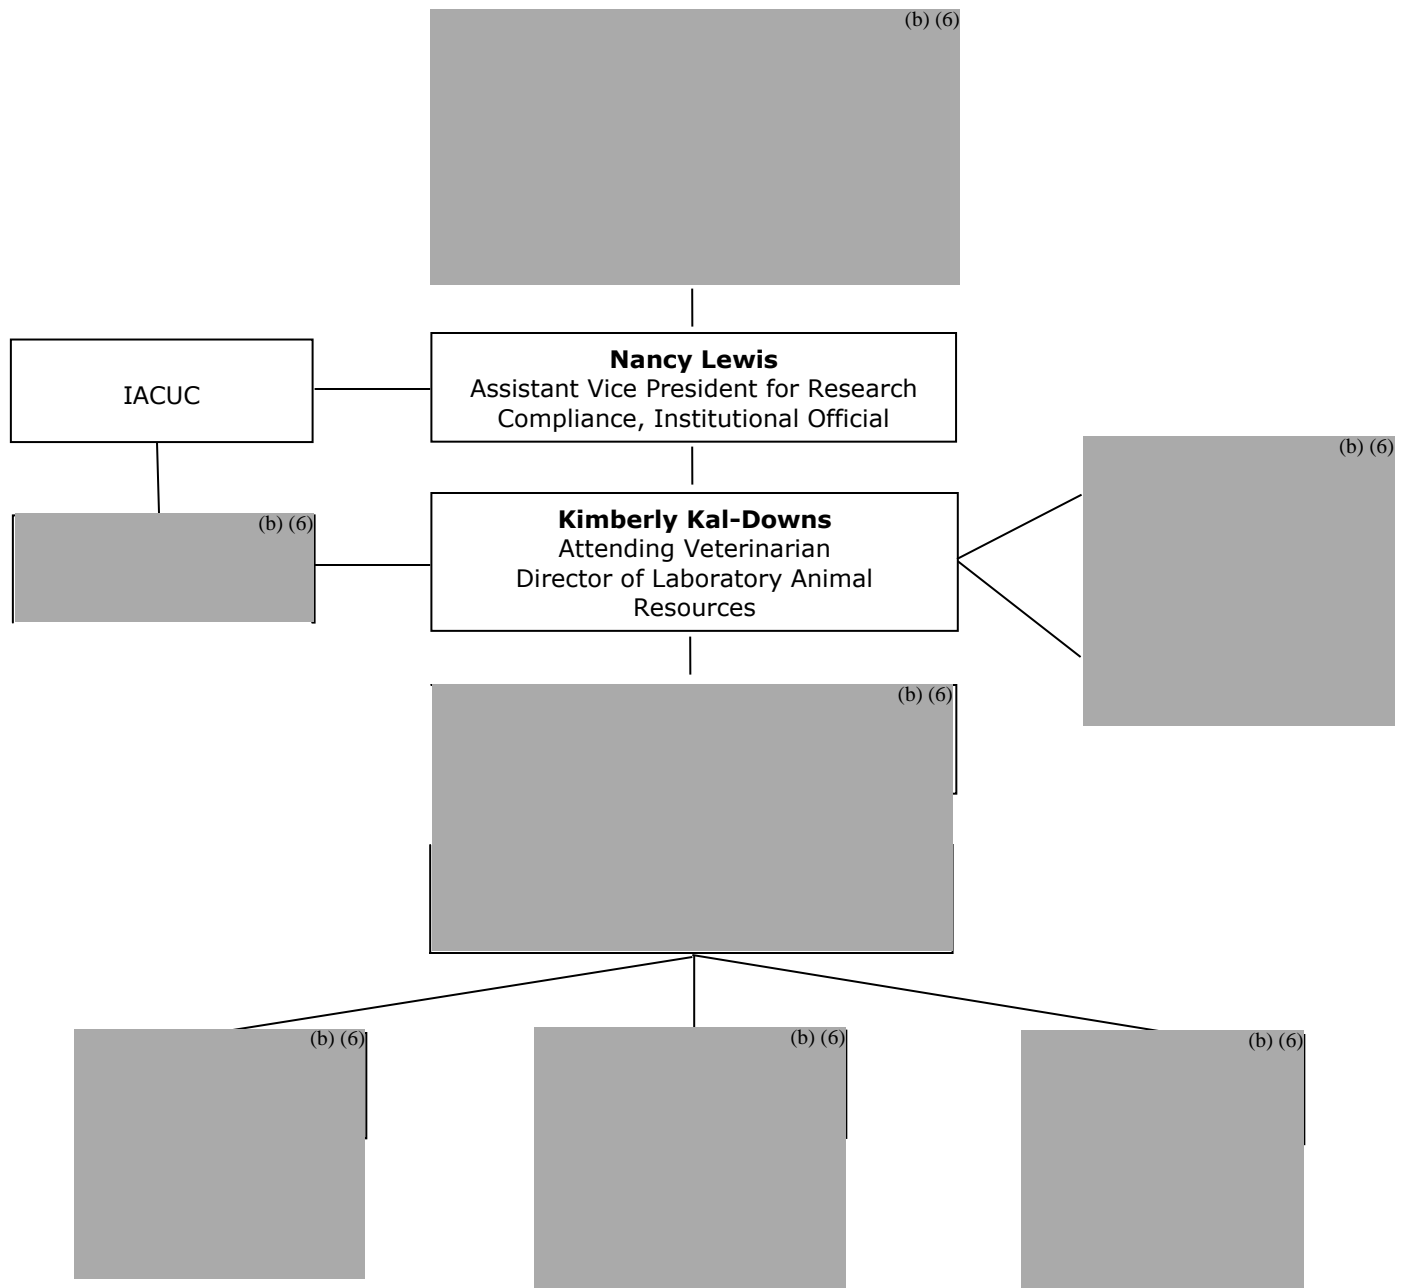 (b) (6)
Nancy Lewis
Assistant Vice President for Research
Compliance, Institutional Official
IACUC
(b) (6)
(b) (6)
Kimberly Kal-Downs
Attending Veterinarian
Director of Laboratory Animal
Resources
(b) (6)
(b) (6)
(b) (6)
(b) (6)